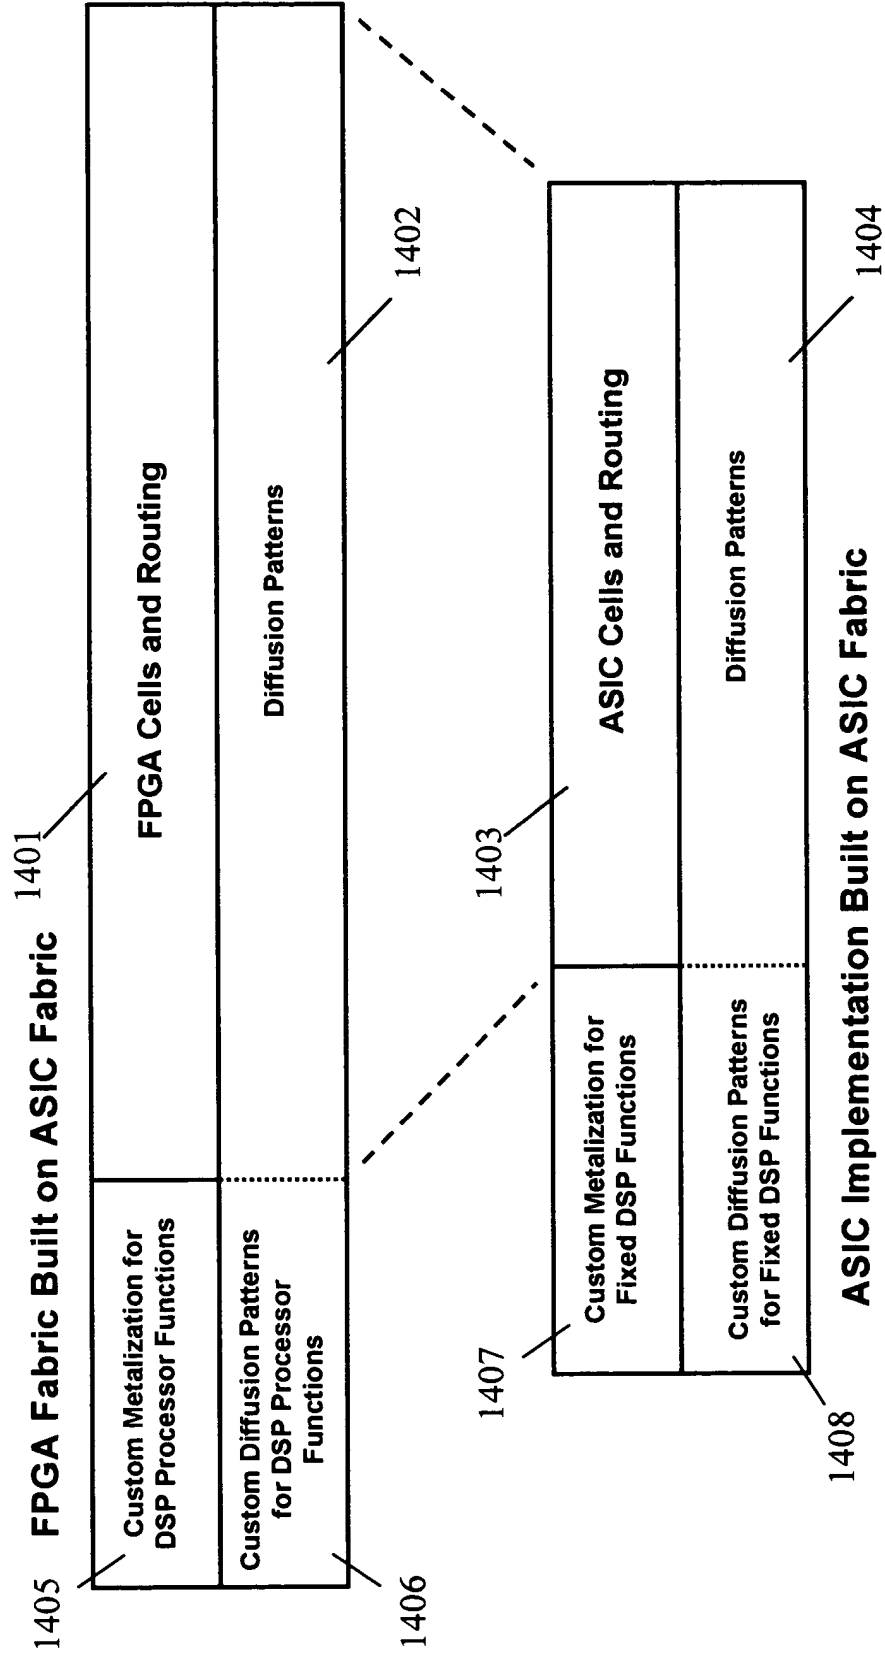 FPGA Fabric Built on ASIC Fabric
1401
1405
Custom Metalization for
DSP Processor Functions
FPGA Cells and Routing
Custom Diffusion Patterns
for DSP Processor
Functions
Diffusion Patterns
1406
1402
1407
1403
Custom Metalization for
Fixed DSP Functions
ASIC Cells and Routing
Custom Diffusion Patterns
for Fixed DSP Functions
Diffusion Patterns
1408
1404
ASIC Implementation Built on ASIC Fabric